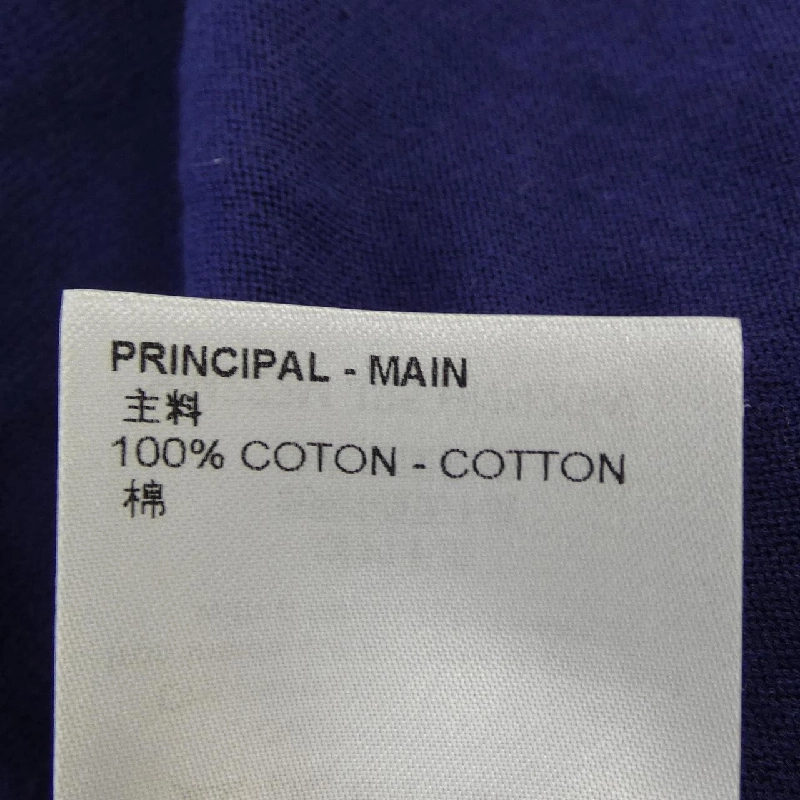 PRINCIPAL - MAIN
主料
100% COTON - COTTON
棉